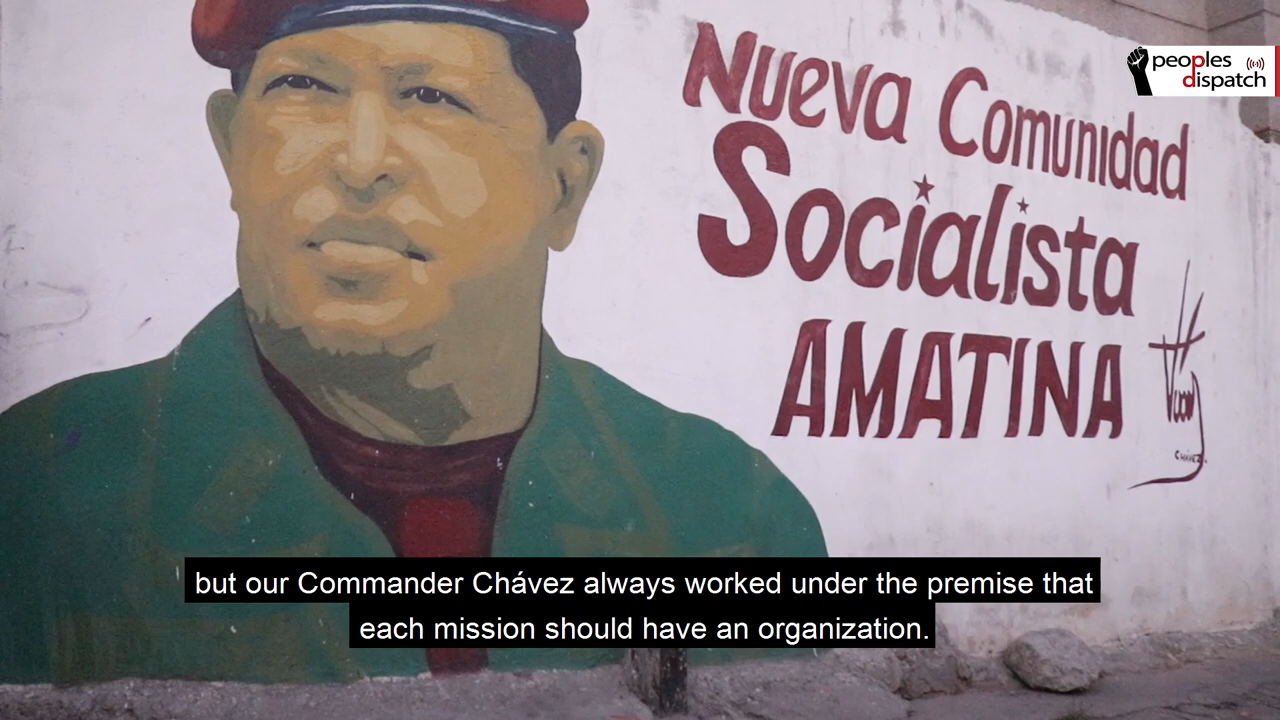 peoples
dispatch
Nueva Comunidad
Socialista
AMATINA
CHÁVEZ.
but our Commander Chávez always worked under the premise that
each mission should have an organization.